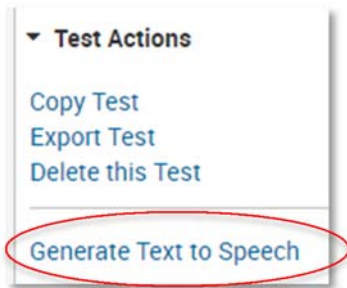 Test Actions
Copy Test
Export Test
Delete this Test
Generate Text to Speech